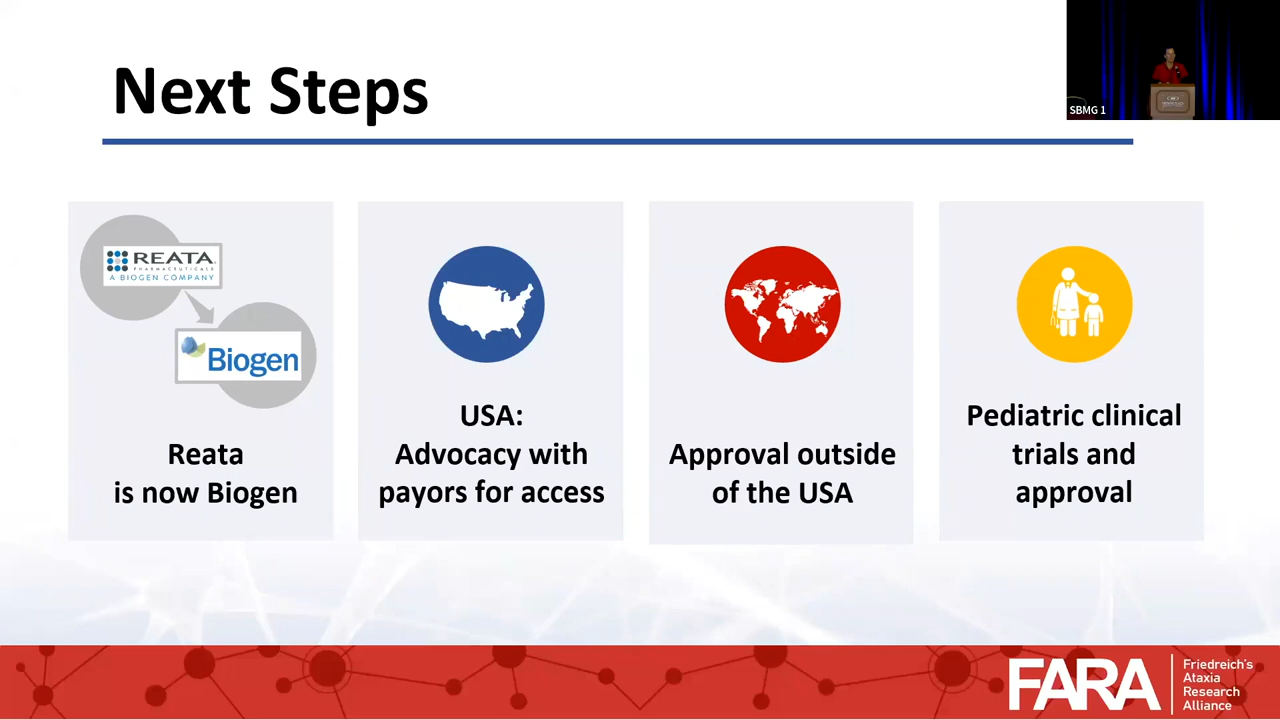 Next Steps
SBMG 1
REATA
PHARMACEUTICALS
A BIOGEN COMPANY
Biogen
Reata
is now Biogen
USA:
Advocacy with
payors for access
Approval outside
of the USA
Pediatric clinical
trials and
approval
FARA
Friedreich's
Ataxia
Research
Alliance